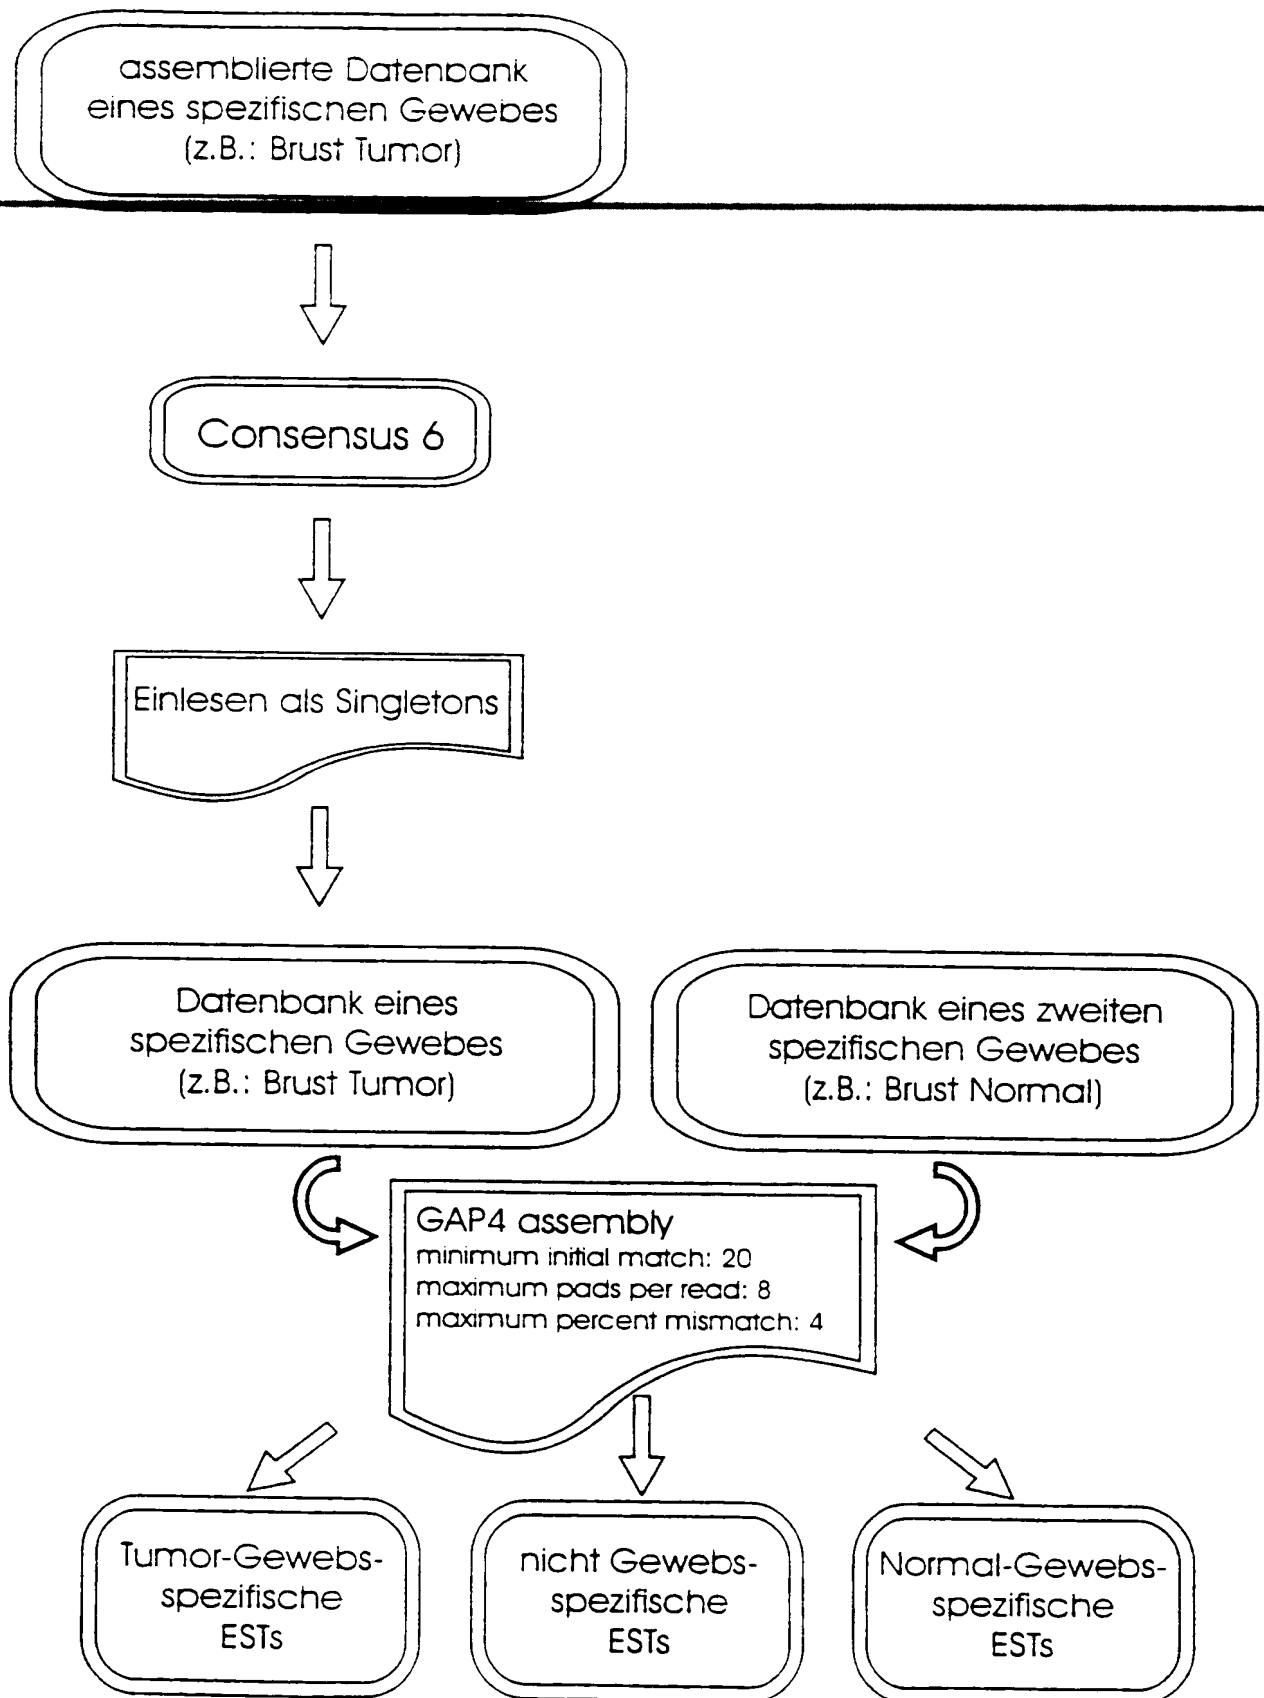 assemblierte Datenbank
eines spezifischen Gewebes
(z.B.: Brust Tumor)
Consensus 6
Einlesen als Singletons
Datenbank eines
spezifischen Gewebes
(z.B.: Brust Tumor)
Datenbank eines zweiten
spezifischen Gewebes
(z.B.: Brust Normal)
GAP4 assembly
minimum initial match: 20
maximum pads per read: 8
maximum percent mismatch: 4
Tumor-Gewebs-
spezifische
ESTs
nicht Gewebs-
spezifische
ESTs
Normal-Gewebs-
spezifische
ESTs